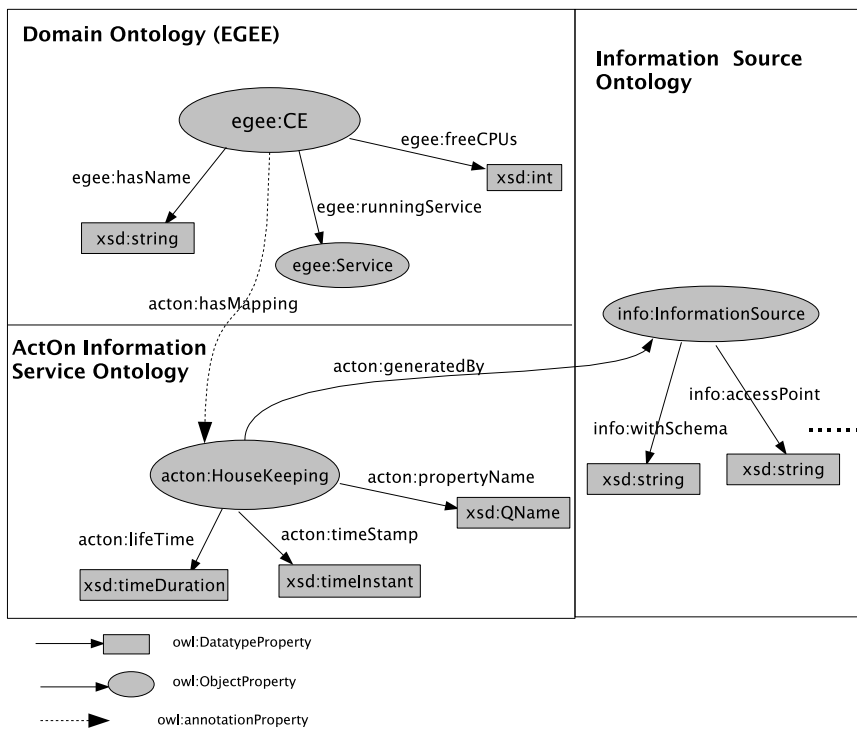 Domain Ontology (EGEE)
Information Source
Ontology
egee:CE
egee:freeCPUs
egee:hasName
xsd:int
egee:runningService
xsd:string
egee:Service
acton:hasMapping
info:InformationSource
ActOn Information
Service Ontology
acton:generatedBy
info:accessPoint
info:withSchema
acton:HouseKeeping
acton:propertyName
xsd:string
xsd:string
xsd:QName
acton:lifeTime
acton:timeStamp
xsd:timeDuration
xsd:timeInstant
owl:DatatypeProperty
owl:ObjectProperty
owl:annotationProperty